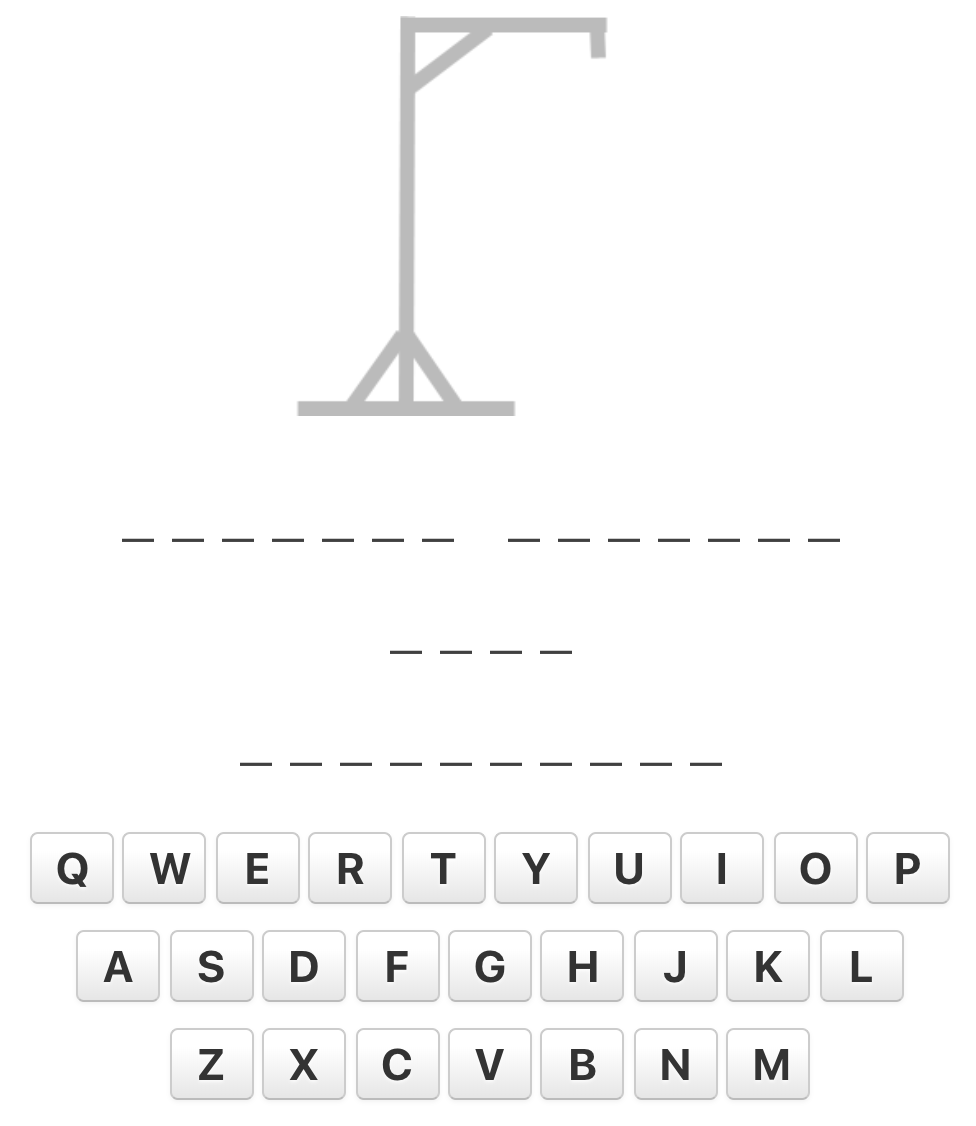 _ _ _ _ _ _ _  _ _ _ _ _ _ _
_ _ _ _
_ _ _ _ _ _ _ _ _ _
Q W E R T Y U I O P
A S D F G H J K L
Z X C V B N M